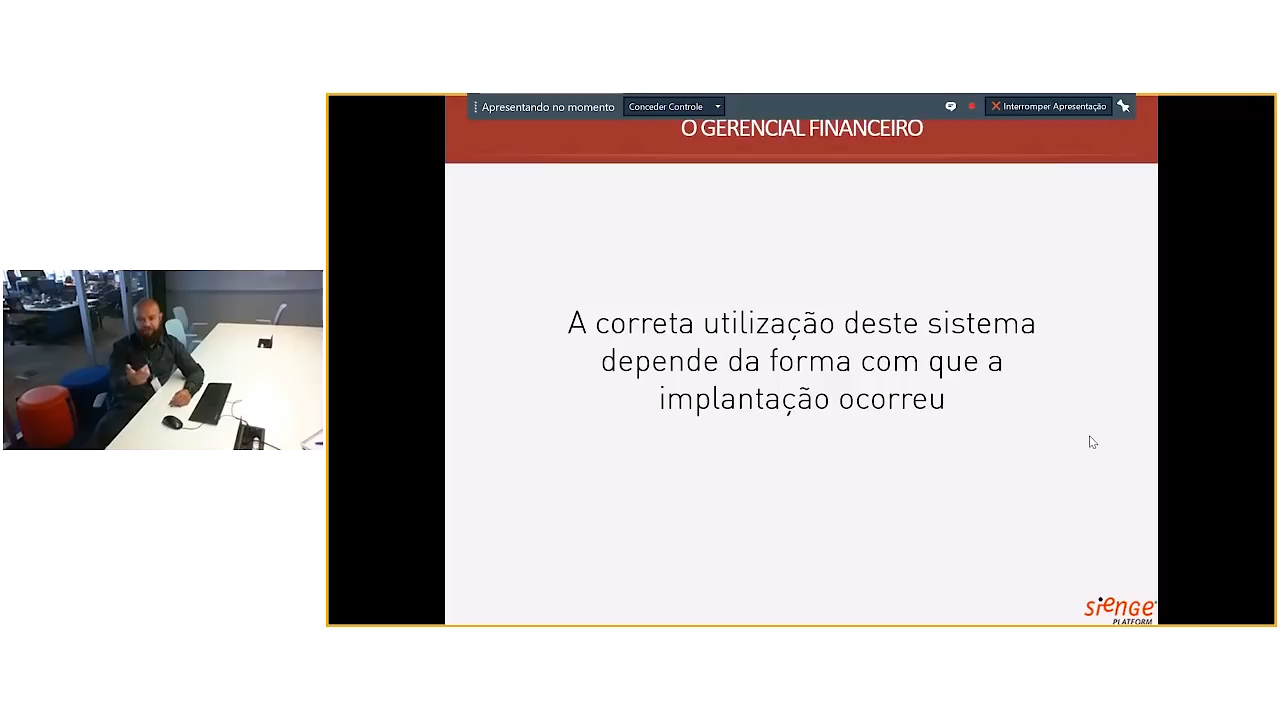 Apresentando no momento
Conceder Controle
Interromper Apresentação
O GERENCIAL FINANCEIRO
A correta utilização deste sistema
depende da forma com que a
implantação ocorreu
sienge
PLATFORM